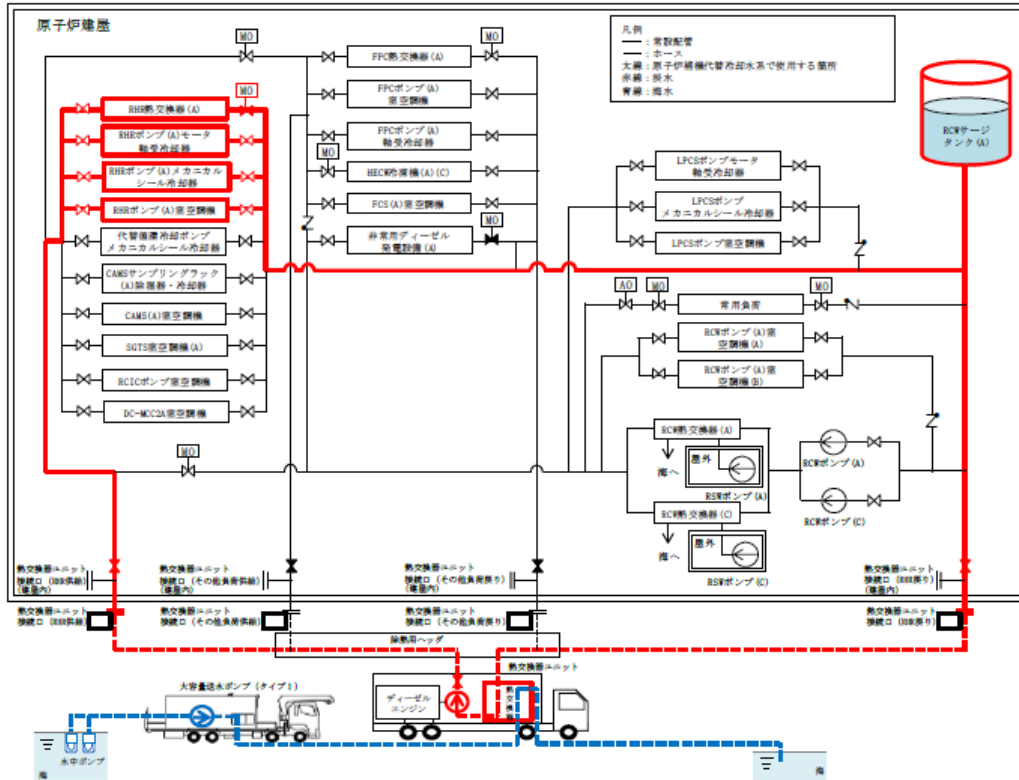 原子炉建屋
凡例
：常設配管
：ホース
太線：原子炉補機代替冷却水系で使用する箇所
赤線：淡水
青線：海水
MO
FPC熱交換器(A)
MO
FPCポンプ(A)
室空調機
FPCポンプ(A)
軸受冷却器
MO
HECW冷凍機(A)(C)
FCS(A)室空調機
非常用ディーゼル
発電設備(A)
MO
MO
RHR熱交換器(A)
RHRポンプ(A)モータ
軸受冷却器
RHRポンプ(A)メカニカル
シール冷却器
RHRポンプ(A)室空調機
代替循環冷却ポンプ
メカニカルシール冷却器
CAMSサンプリングラック
(A)除湿器・冷却器
CAMS(A)室空調機
SGTS室空調機(A)
RCICポンプ室空調機
DC-MCC2A室空調機
MO
RCWサージ
タンク(A)
LPCSポンプモータ
軸受冷却器
LPCSポンプ
メカニカルシール冷却器
LPCSポンプ室空調機
AO
MO
常用負荷
MO
RCWポンプ(A)室
空調機(A)
RCWポンプ(A)室
空調機(B)
RCW熱交換器(A)
海へ
屋外
RSWポンプ(A)
RCW熱交換器(C)
海へ
屋外
RSWポンプ(C)
RCWポンプ(A)
RCWポンプ(C)
熱交換器ユニット
接続口（RHR供給）
(建屋内)
熱交換器ユニット
接続口（その他負荷供給）
(建屋内)
熱交換器ユニット
接続口（その他負荷戻り）
(建屋内)
熱交換器ユニット
接続口（RHR戻り）
(建屋内)
熱交換器ユニット
接続口（RHR供給）
熱交換器ユニット
接続口（その他負荷供給）
熱交換器ユニット
接続口（その他負荷戻り）
熱交換器ユニット
接続口（RHR戻り）
除熱用ヘッダ
熱交換器ユニット
大容量送水ポンプ（タイプⅠ）
ディーゼル
エンジン
熱交換器
水中ポンプ
海
海